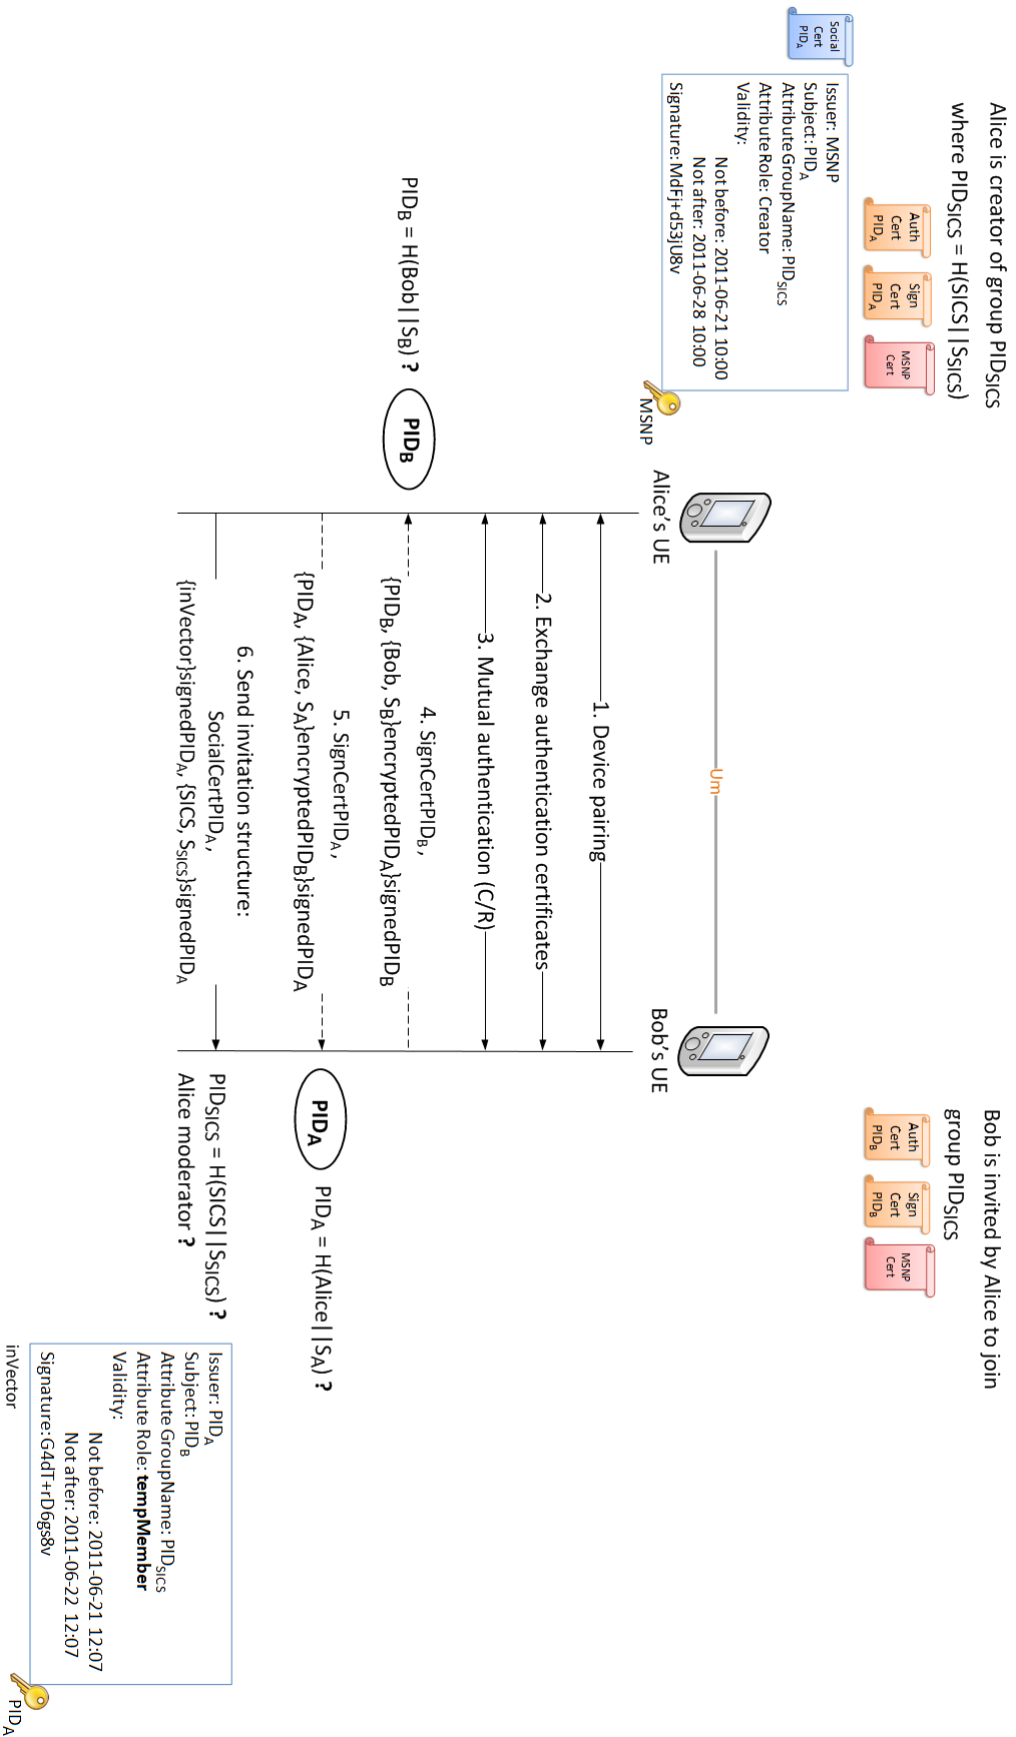 Alice is creator of group PIDSICS
where PIDSICS = H(SICS||SSICS)
Auth
Cert
PIDA
Sign
Cert
PIDA
MSNP
Cert
Social
Cert
PIDA
Issuer: MSNP
Subject: PIDA
Attribute GroupName: PIDSICS
Attribute Role: Creator
Validity:
Not before: 2011-06-21 10:00
Not after: 2011-06-28 10:00
Signature: MdFj+d53jU8v
MSNP
Bob is invited by Alice to join
group PIDSICS
Auth
Cert
PIDB
Sign
Cert
PIDB
MSNP
Cert
Um
Alice's UE
Bob's UE
1. Device pairing
2. Exchange authentication certificates
3. Mutual authentication (C/R)
4. SignCertPIDB,
{PIDB, {Bob, SB}encryptedPIDA}signedPIDB
PIDB
PIDB = H(Bob||SB) ?
5. SignCertPIDA,
{PIDA, {Alice, SA}encryptedPIDB}signedPIDA
PIDA
PIDA = H(Alice||SA) ?
6. Send invitation structure:
SocialCertPIDA,
{inVector}signedPIDA, {SICS, SSICS}signedPIDA
PIDSICS = H(SICS||SSICS) ?
Alice moderator ?
Issuer: PIDA
Subject: PIDB
Attribute GroupName: PIDSICS
Attribute Role: tempMember
Validity:
Not before: 2011-06-21 12:07
Not after: 2011-06-22 12:07
Signature: G4dT+rD6gs8v
inVector
PIDA